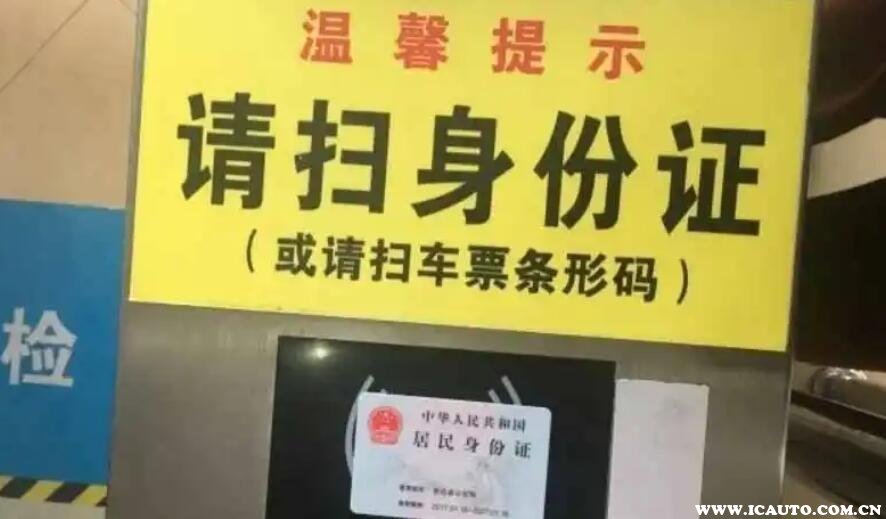 温馨提示
请扫身份证
(或请扫车票条形码)
检
中华人民共和国
居民身份证
www.ICAUTO.COM.CN